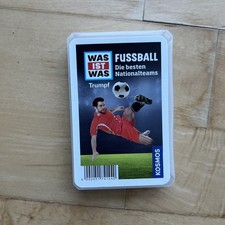 WAS
IST
WAS
Trumpf
FUSSBALL
Die besten
Nationalteams
KOSMOS